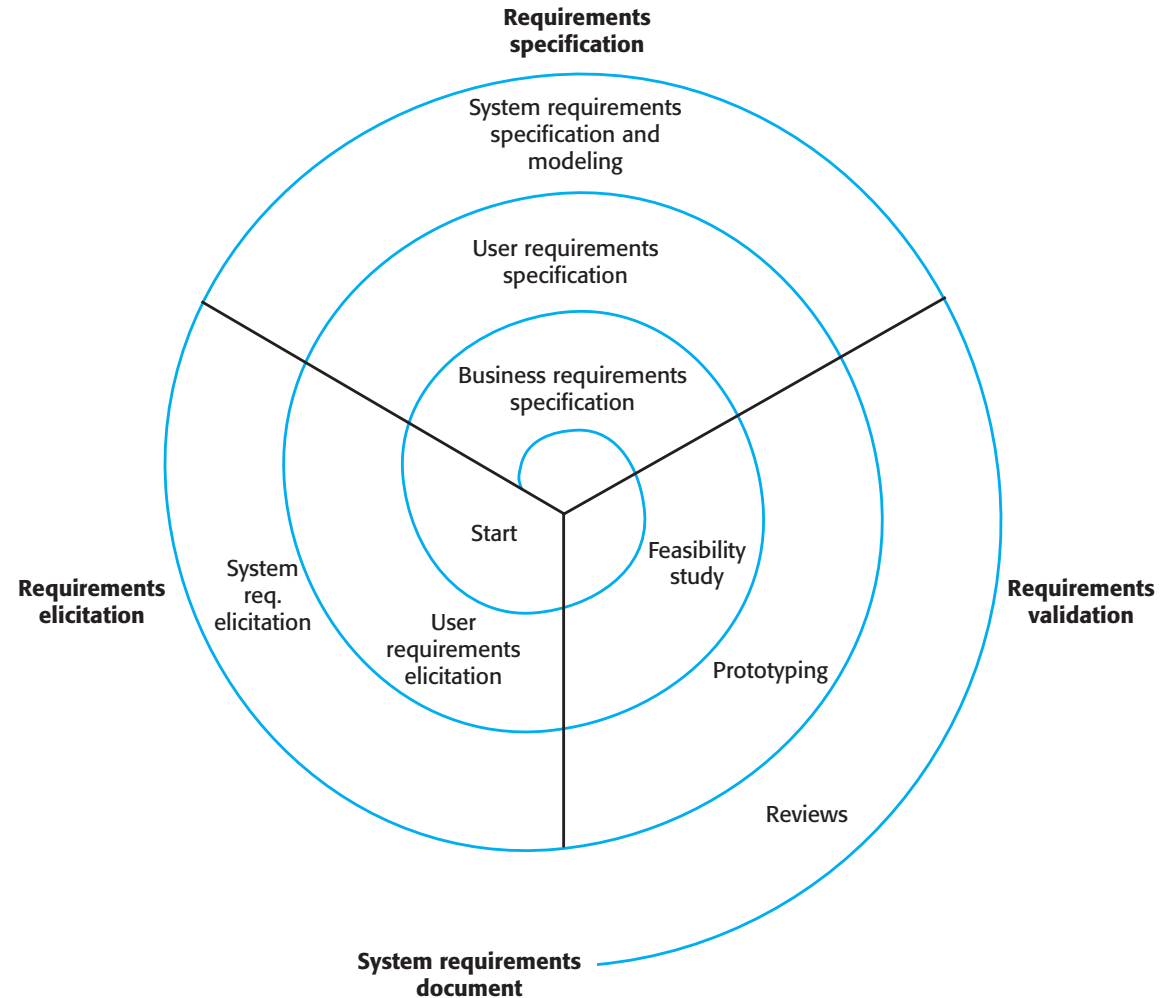 Requirements
specification
System requirements
specification and
modeling
User requirements
specification
Business requirements
specification
Start
Feasibility
study
System
req.
elicitation
Requirements
elicitation
Requirements
validation
User
requirements
elicitation
Prototyping
Reviews
System requirements
document